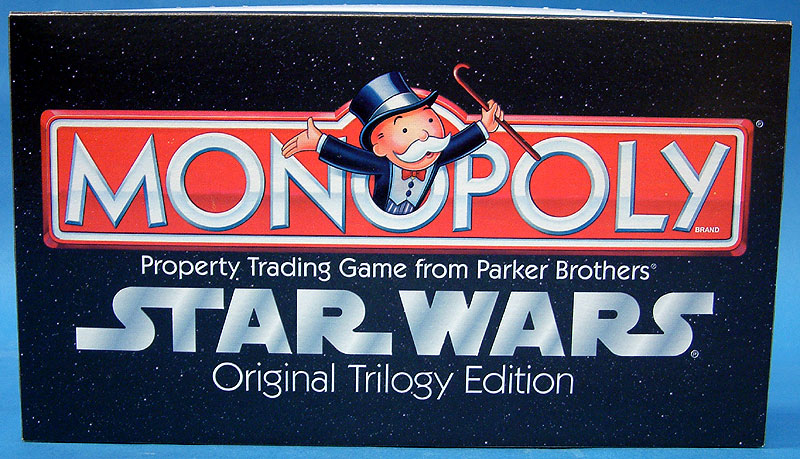 MONOPOLY
BRAND
Property Trading Game from Parker Brothers®
STAR WARS®
Original Trilogy Edition